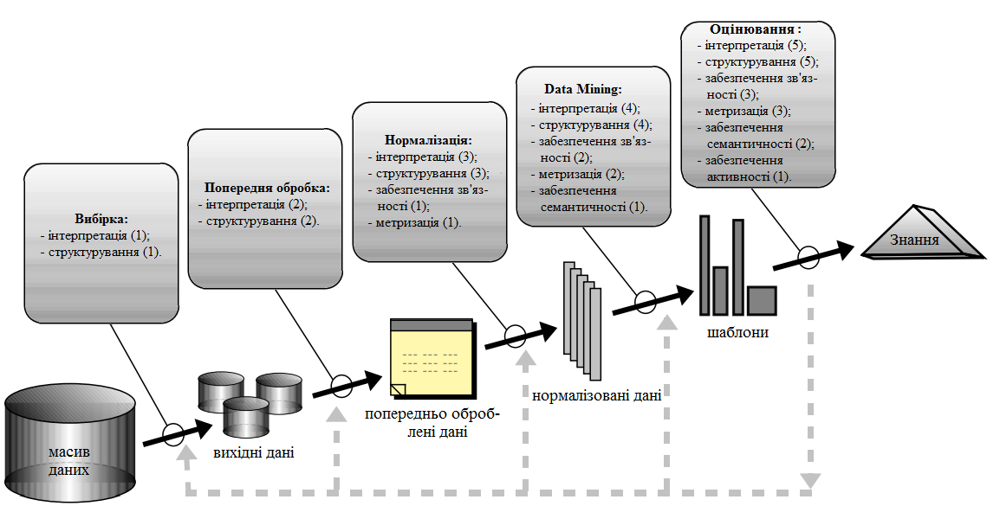 Оцінювання :
- інтерпретація (5);
- структурування (5);
- забезпечення зв'яз-
ності (3);
- метризація (3);
- забезпечення
семантичності (2);
- забезпечення
активності (1).
Data Mining:
- інтерпретація (4);
- структурування (4);
- забезпечення зв'яз-
ності (2);
- метризація (2);
- забезпечення
семантичності (1).
Нормалізація:
- інтерпретація (3);
- структурування (3);
- забезпечення зв'яз-
ності (1);
- метризація (1).
Попередня обробка:
- інтерпретація (2);
- структурування (2).
Вибірка:
- інтерпретація (1);
- структурування (1).
масив
даних
вихідні дані
попередньо оброб-
лені дані
нормалізовані дані
шаблони
Знання